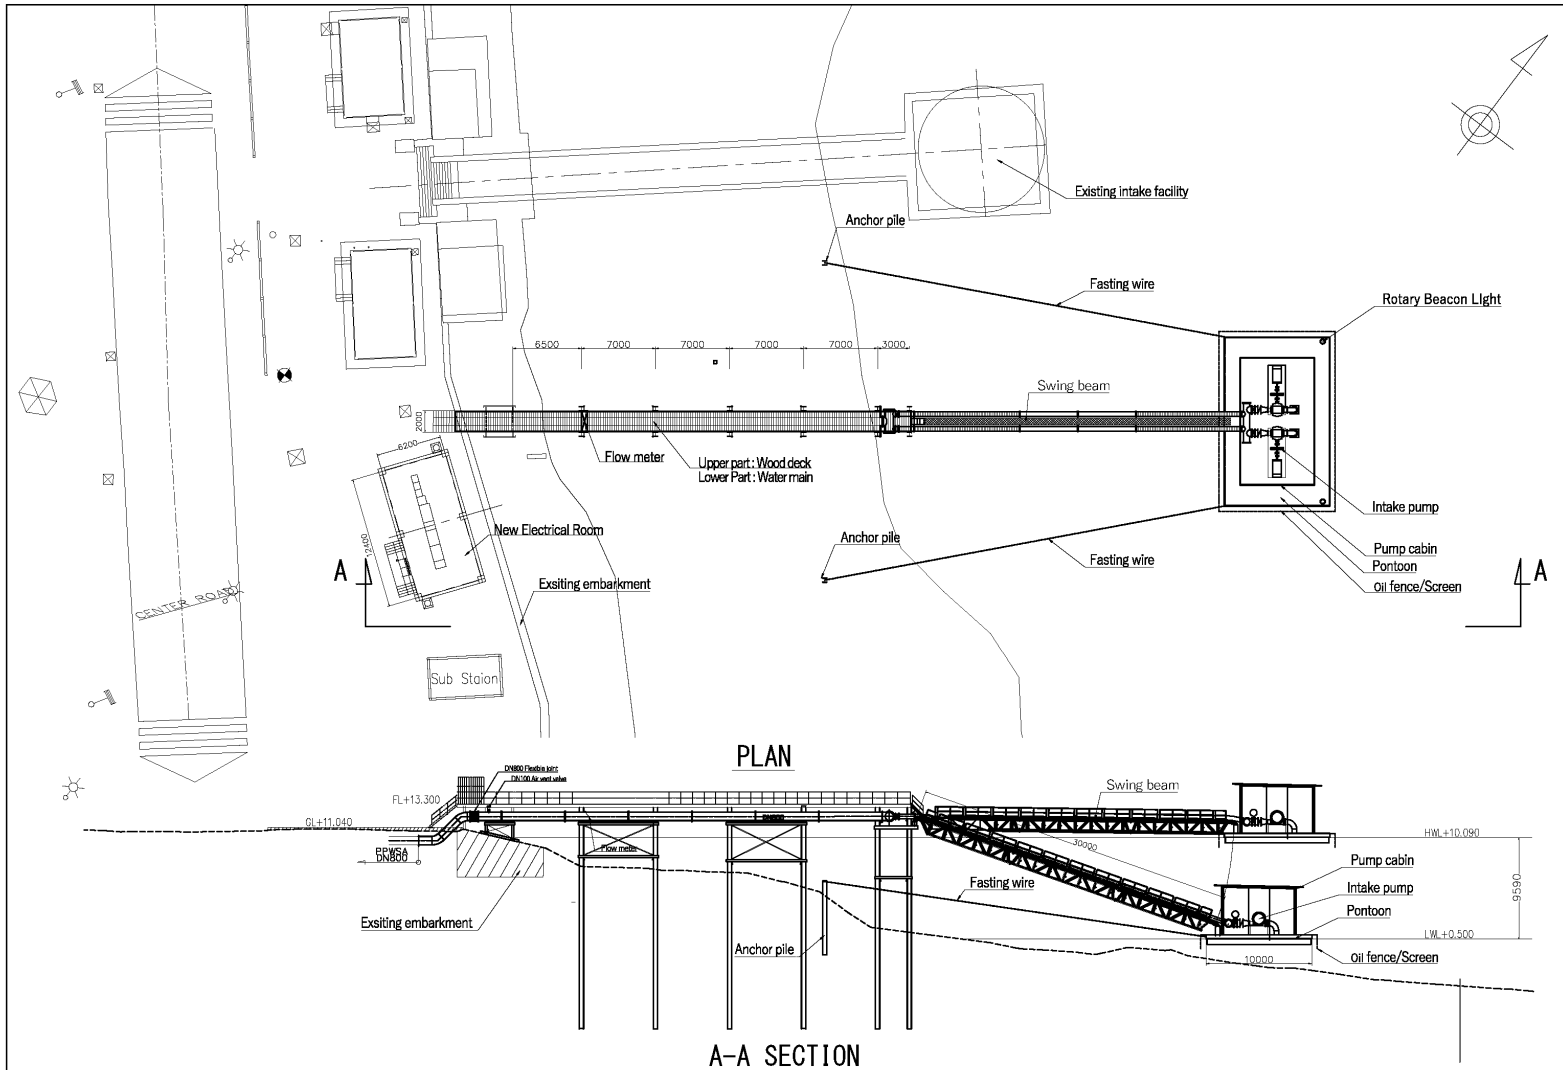 Existing intake facility
Anchor pile
Fasting wire
Rotary Beacon LIght
6500
7000
7000
7000
7000
3000
Swing beam
2000
6200
Flow meter
Upper part : Wood deck
Lower Part : Water main
Intake pump
New Electrical Room
12400
Anchor pile
Fasting wire
Pump cabin
Pontoon
Oil fence/Screen
A
A
Exsiting embarkment
CENTER ROAD
Sub Staion
PLAN
DN800 Flexible joint
DN100 Air vent valve
Swing beam
FL+13.300
GL+11.040
DN800
HWL+10.090
30000
Flow meter
PPWSA
DN800
Pump cabin
Fasting wire
Intake pump
9590
Pontoon
Exsiting embarkment
LWL+0.500
Anchor pile
10000
Oil fence/Screen
A-A SECTION